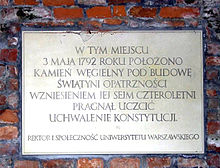 W TYM MIEJSCU
3 MAJA 1792 ROKU POŁOŻONO
KAMIEŃ WĘGIELNY POD BUDOWĘ
ŚWIĄTYNI OPATRZNOŚCI
WZNIESIENIEM JEJ SEJM CZTEROLETNI
PRAGNĄŁ UCZCIĆ
UCHWALENIE KONSTYTUCJI.
REKTOR I SPOŁECZNOŚĆ UNIWERSYTETU WARSZAWSKIEGO